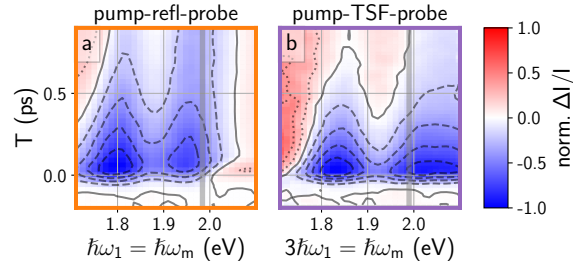 pump-refl-probe
pump-TSF-probe
a
b
T (ps)
0.5
0.0
1.8 1.9 2.0
1.8 1.9 2.0
ħω₁ = ħωₘ (eV)
3ħω₁ = ħωₘ (eV)
1.0
0.5
0.0
-0.5
-1.0
norm. ΔI/I